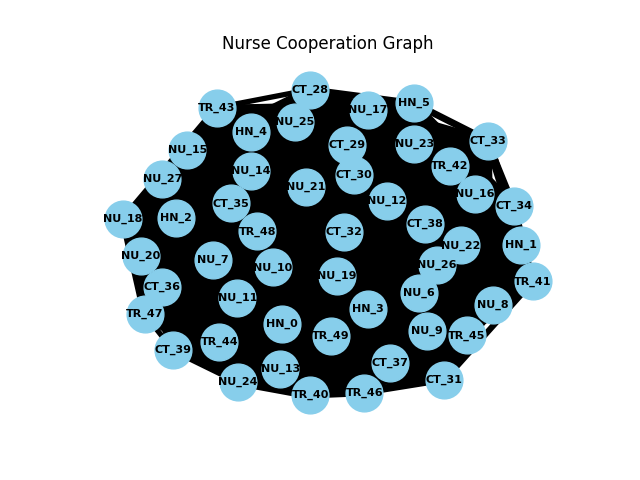 Nurse Cooperation Graph
CT_28
TR_43
HN_5
NU_17
NU_25
HN_4
CT_33
CT_29
NU_23
NU_15
TR_42
NU_14
CT_30
NU_27
NU_21
NU_16
NU_12
CT_35
CT_34
NU_18
HN_2
CT_38
TR_48
CT_32
NU_22
HN_1
NU_20
NU_7
NU_26
NU_10
NU_19
TR_41
CT_36
NU_6
NU_11
NU_8
HN_3
TR_47
HN_0
NU_9
TR_49
TR_45
TR_44
CT_39
CT_37
NU_13
CT_31
NU_24
TR_46
TR_40